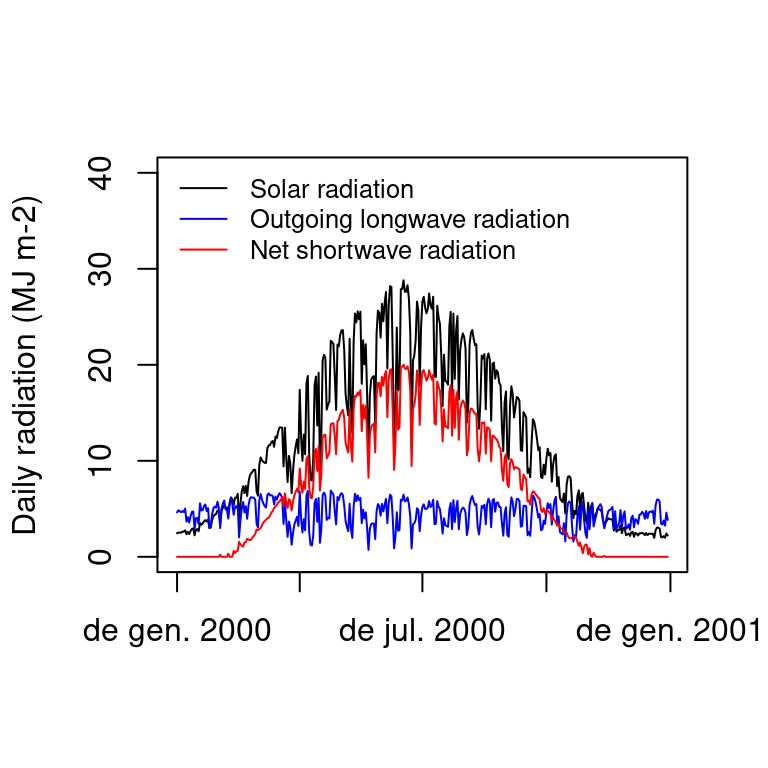 40
30
20
10
0
Daily radiation (MJ m-2)
Solar radiation
Outgoing longwave radiation
Net shortwave radiation
de gen. 2000
de jul. 2000
de gen. 2001